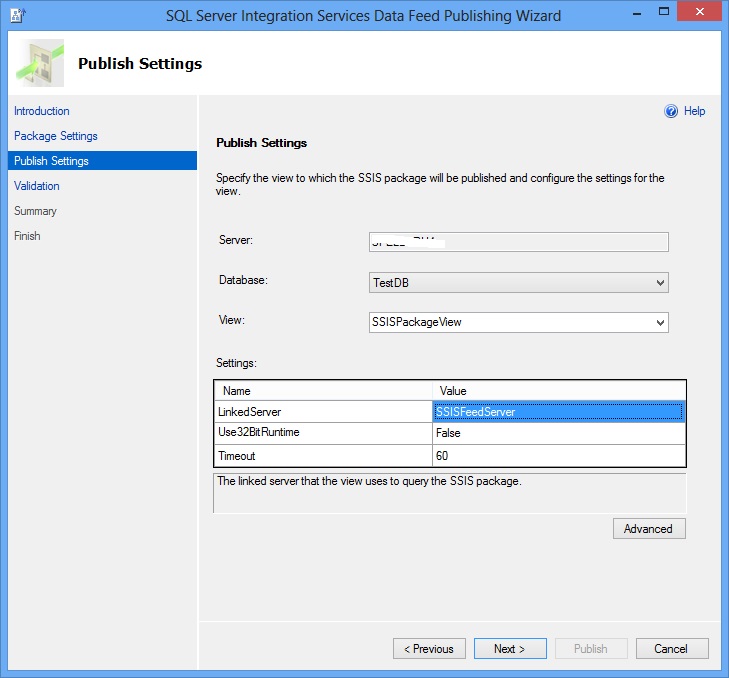 SQL Server Integration Services Data Feed Publishing Wizard
Publish Settings
Introduction
Package Settings
Publish Settings
Validation
Summary
Finish
Help
Publish Settings
Specify the view to which the SSIS package will be published and configure the settings for the
view.
Server:
Database: TestDB
View: SSISPackageView
Settings:
Name Value
LinkedServer SSISFeedServer
Use32BitRuntime False
Timeout 60
The linked server that the view uses to query the SSIS package.
Advanced
< Previous Next > Publish Cancel